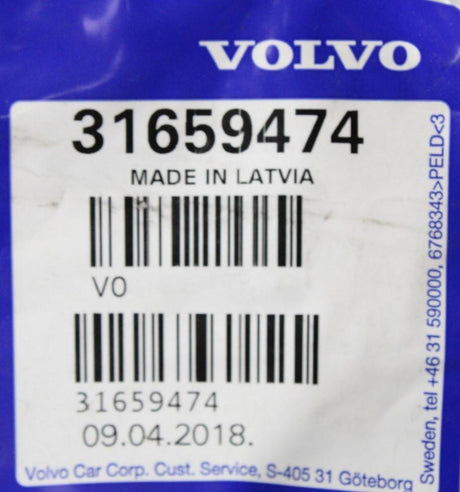 VOLVO
31659474
MADE IN LATVIA
VO
31659474
09.04.2018.
Volvo Car Corp. Cust. Service, S-405 31 Göteborg
Sweden, tel +46 31 590000, 6768343>PELD<3